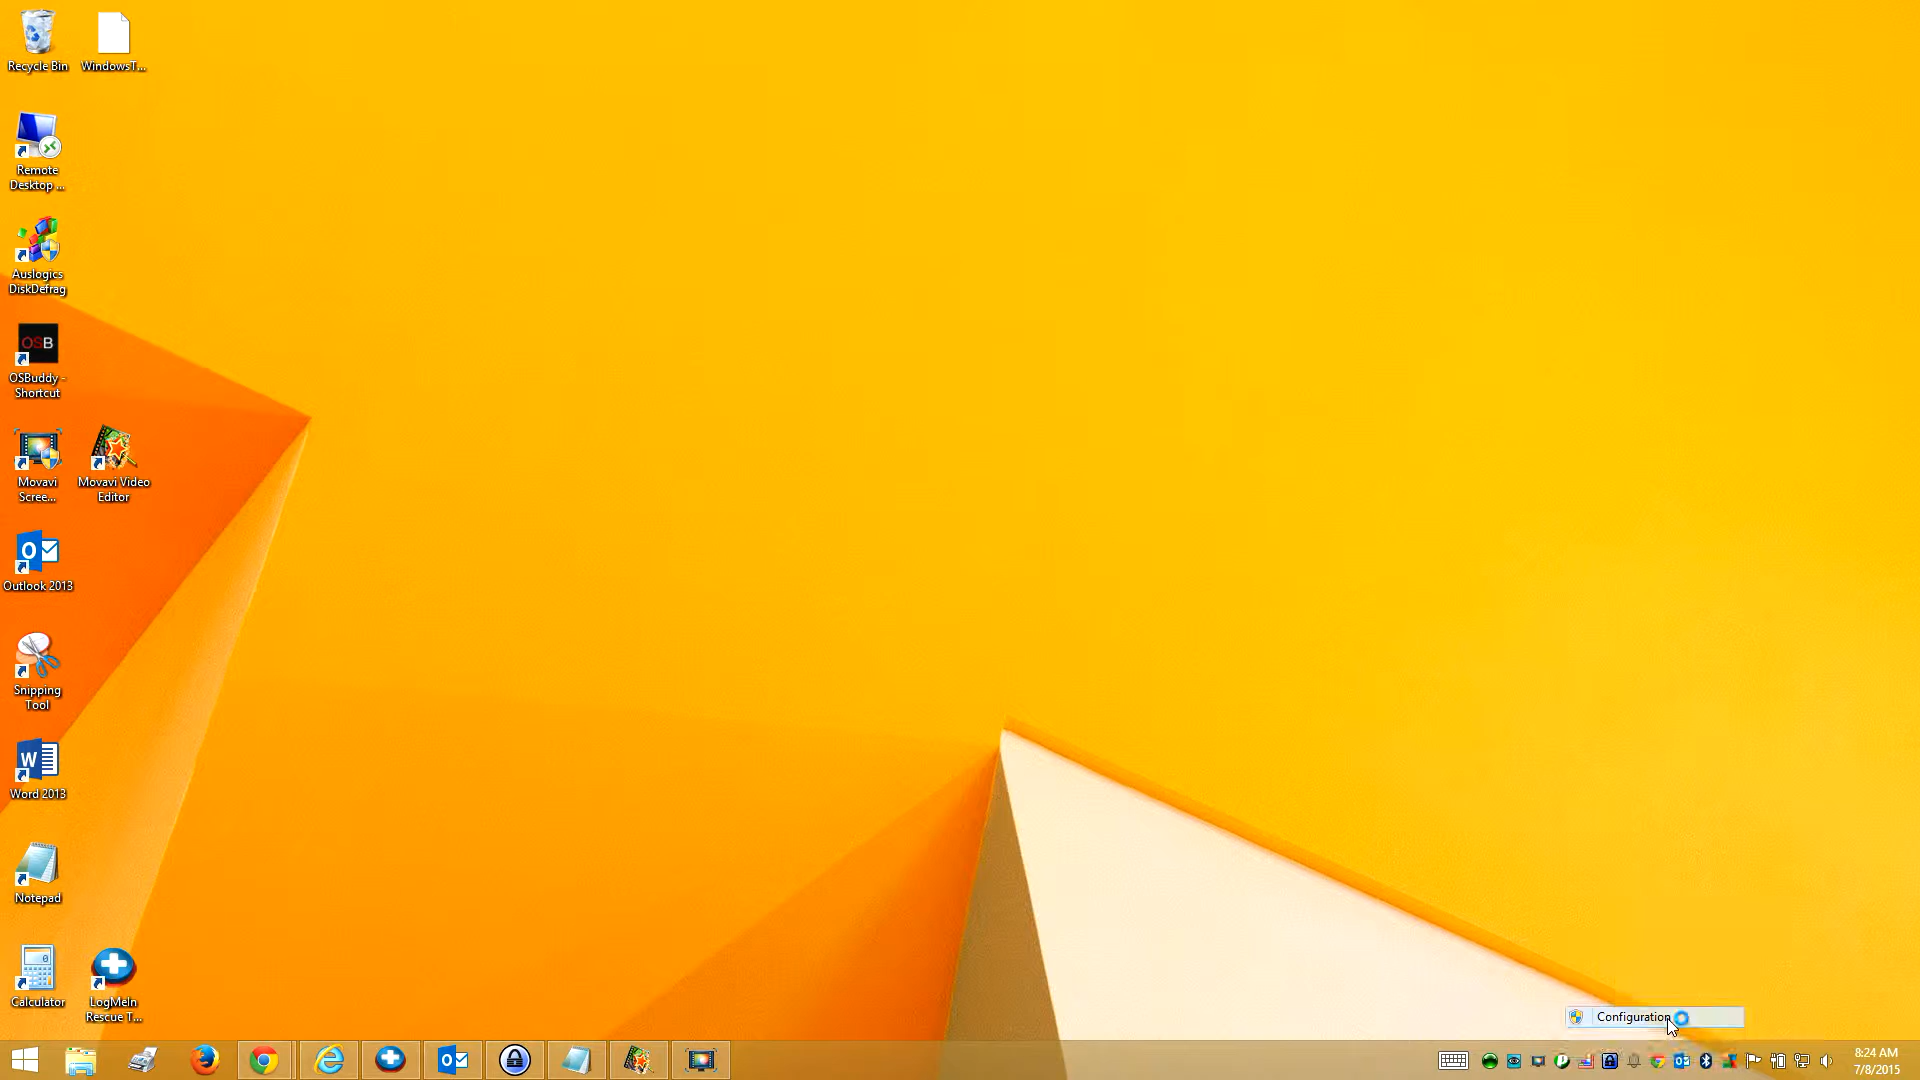 Recycle Bin
WindowsT...
Remote
Desktop ...
Auslogics
DiskDefrag
OSB
OSBuddy -
Shortcut
Movavi
Scree...
Movavi Video
Editor
Outlook 2013
Snipping
Tool
Word 2013
Notepad
Calculator
LogMeIn
Rescue T...
Configuration
8:24 AM
7/8/2015